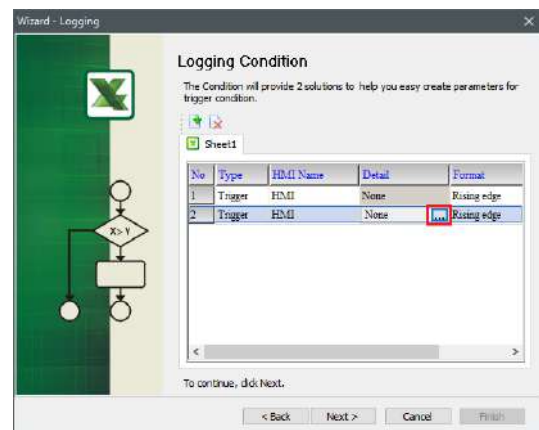 Wizard - Logging
Logging Condition
The Condition will provide 2 solutions to help you easy create parameters for
trigger condition.
Sheet1
No Type HMI Name Detail Format
1 Trigger HMI None Rising edge
2 Trigger HMI None ... Rising edge
X> Y
To continue, click Next.
< Back Next > Cancel Finish